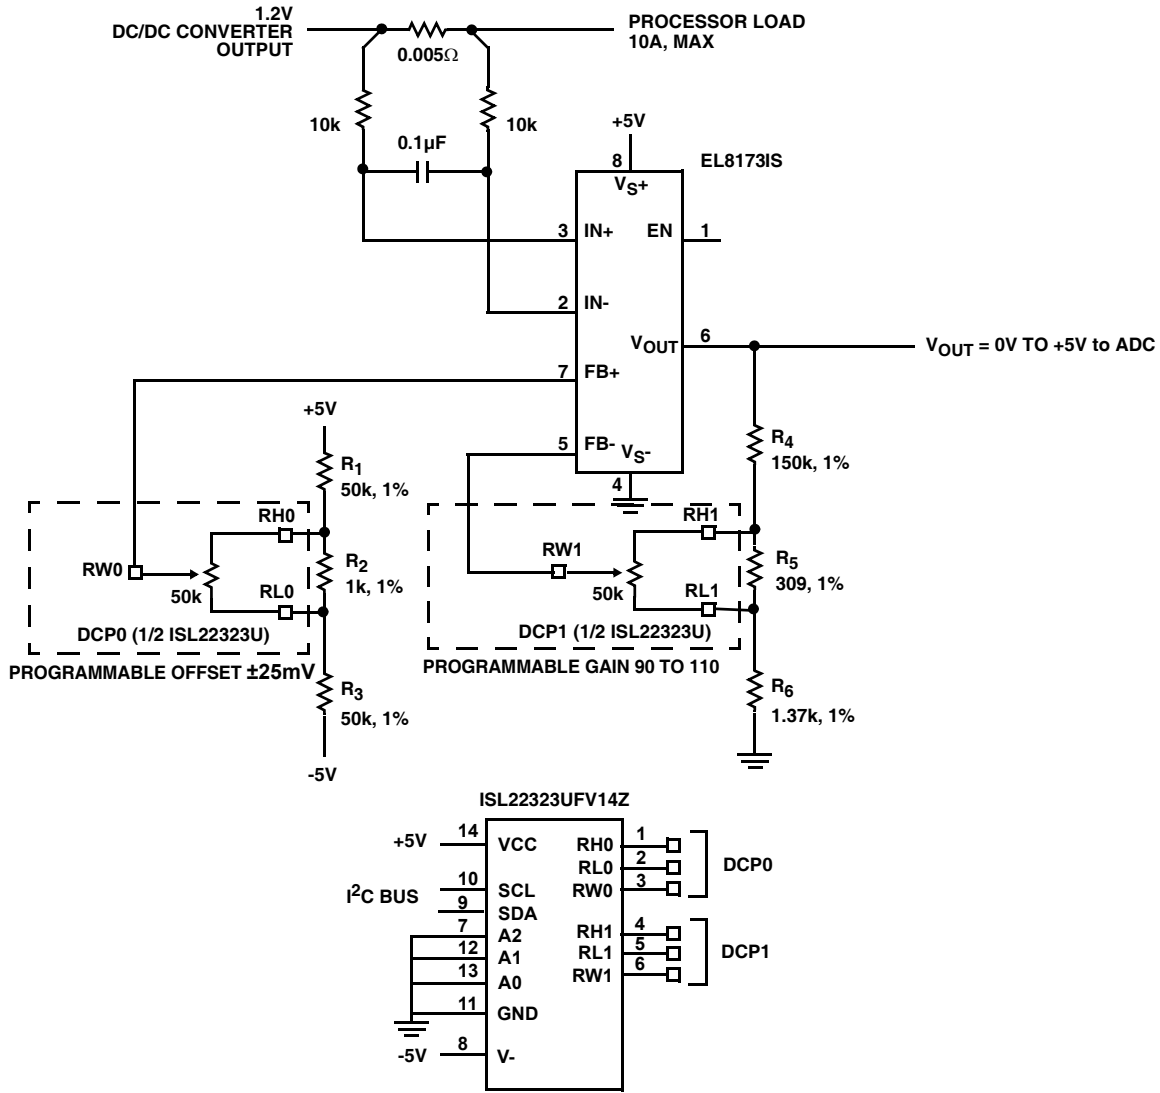 1.2V
DC/DC CONVERTER
OUTPUT
0.005Ω
PROCESSOR LOAD
10A, MAX
10k
10k
0.1µF
+5V
8
VS+
EL8173IS
3
IN+
EN
1
2
IN-
VOUT
6
VOUT = 0V TO +5V to ADC
7
FB+
5
FB-
VS-
4
+5V
R1
50k, 1%
R4
150k, 1%
RH0
RW0
50k
RL0
R2
1k, 1%
DCP0 (1/2 ISL22323U)
PROGRAMMABLE OFFSET ±25mV
R3
50k, 1%
-5V
RH1
RW1
50k
RL1
R5
309, 1%
DCP1 (1/2 ISL22323U)
PROGRAMMABLE GAIN 90 TO 110
R6
1.37k, 1%
ISL22323UFV14Z
+5V
14
VCC
RH0
1
RL0
2
RW0
3
DCP0
I2C BUS
10
SCL
9
SDA
7
A2
12
A1
13
A0
11
GND
-5V
8
V-
RH1
4
RL1
5
RW1
6
DCP1